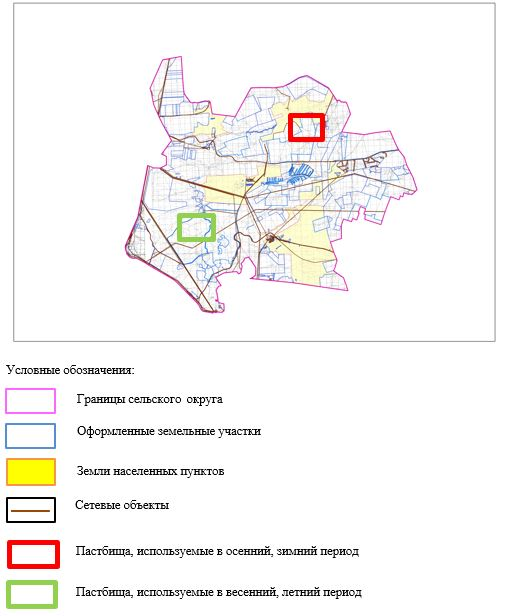 Условные обозначения:
Границы сельского округа
Оформленные земельные участки
Земли населенных пунктов
Сетевые объекты
Пастбища, используемые в осенний, зимний период
Пастбища, используемые в весенний, летний период